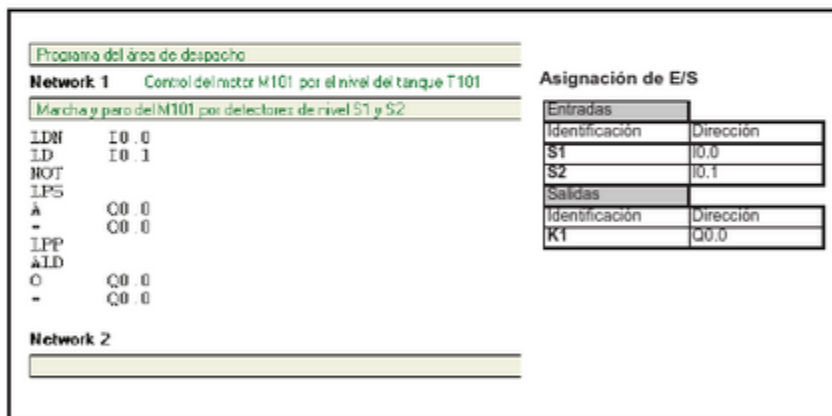 Programa del área de despacho
Network 1 Control del motor M101 por el nivel del tanque T101
Marcha y paro del M101 por detectores de nivel S1 y S2
LDN I0.0
LD I0.1
NOT
LPS
A Q0.0
= Q0.0
LPP
ALD
O Q0.0
= Q0.0
Network 2
Asignación de E/S
Entradas
Identificación Dirección
S1 I0.0
S2 I0.1
Salidas
Identificación Dirección
K1 Q0.0